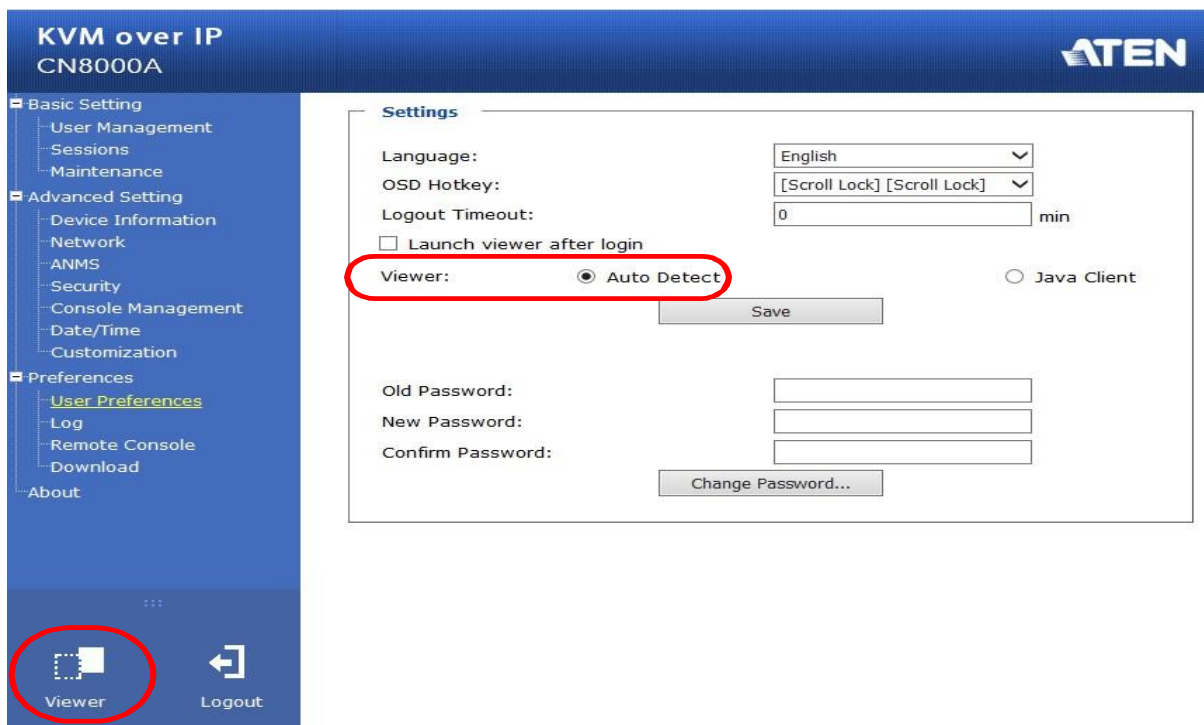 KVM over IP
CN8000A
ATEN
Basic Setting
User Management
Sessions
Maintenance
Advanced Setting
Device Information
Network
ANMS
Security
Console Management
Date/Time
Customization
Preferences
User Preferences
Log
Remote Console
Download
About
Viewer
Logout
Settings
Language: English
OSD Hotkey: [Scroll Lock] [Scroll Lock]
Logout Timeout: 0 min
Launch viewer after login
Viewer: Auto Detect Java Client
Save
Old Password:
New Password:
Confirm Password:
Change Password...